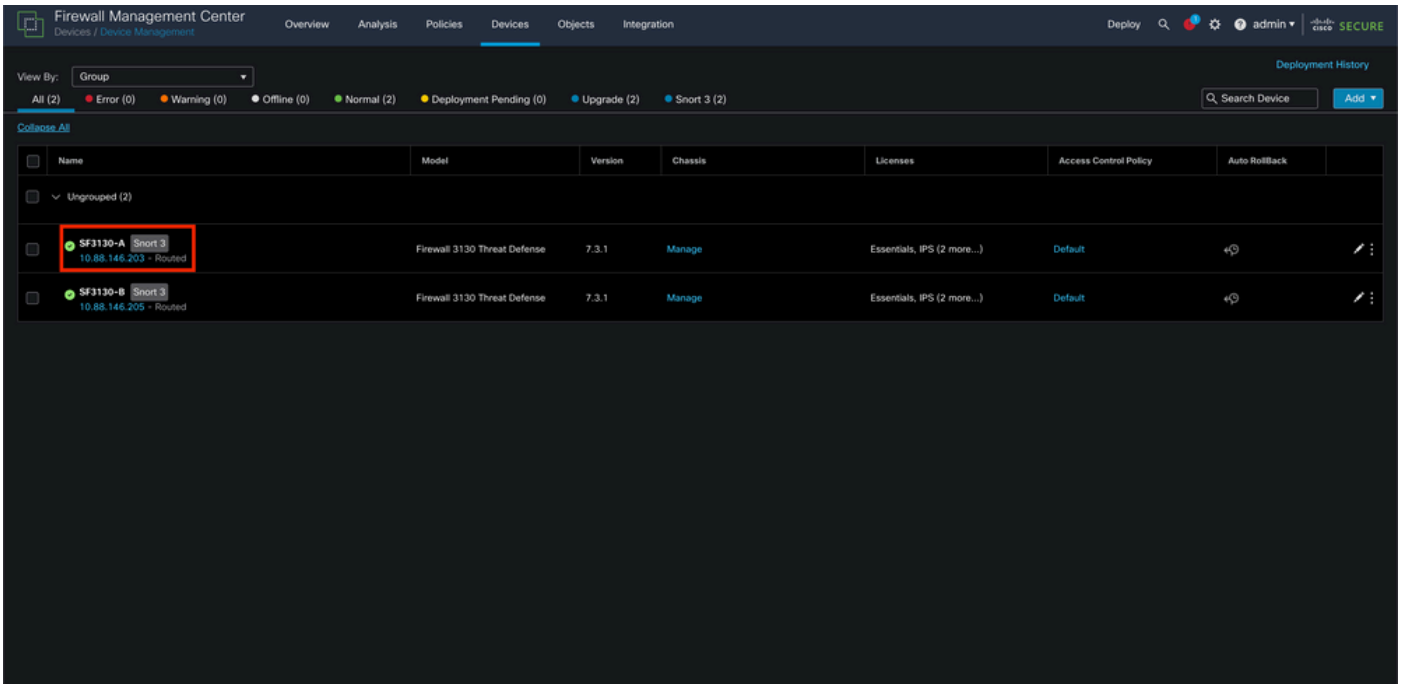 Firewall Management Center
Devices / Device Management
Overview Analysis Policies Devices Objects Integration
Deploy 1 ? admin ▾ cisco SECURE
Deployment History
View By: Group
All (2) Error (0) Warning (0) Offline (0) Normal (2) Deployment Pending (0) Upgrade (2) Snort 3 (2)
Search Device Add ▾
Collapse All
Name Model Version Chassis Licenses Access Control Policy Auto RollBack
Ungrouped (2)
SF3130-A Snort 3
10.88.146.203 - Routed
Firewall 3130 Threat Defense 7.3.1 Manage Essentials, IPS (2 more...) Default
SF3130-B Snort 3
10.88.146.205 - Routed
Firewall 3130 Threat Defense 7.3.1 Manage Essentials, IPS (2 more...) Default